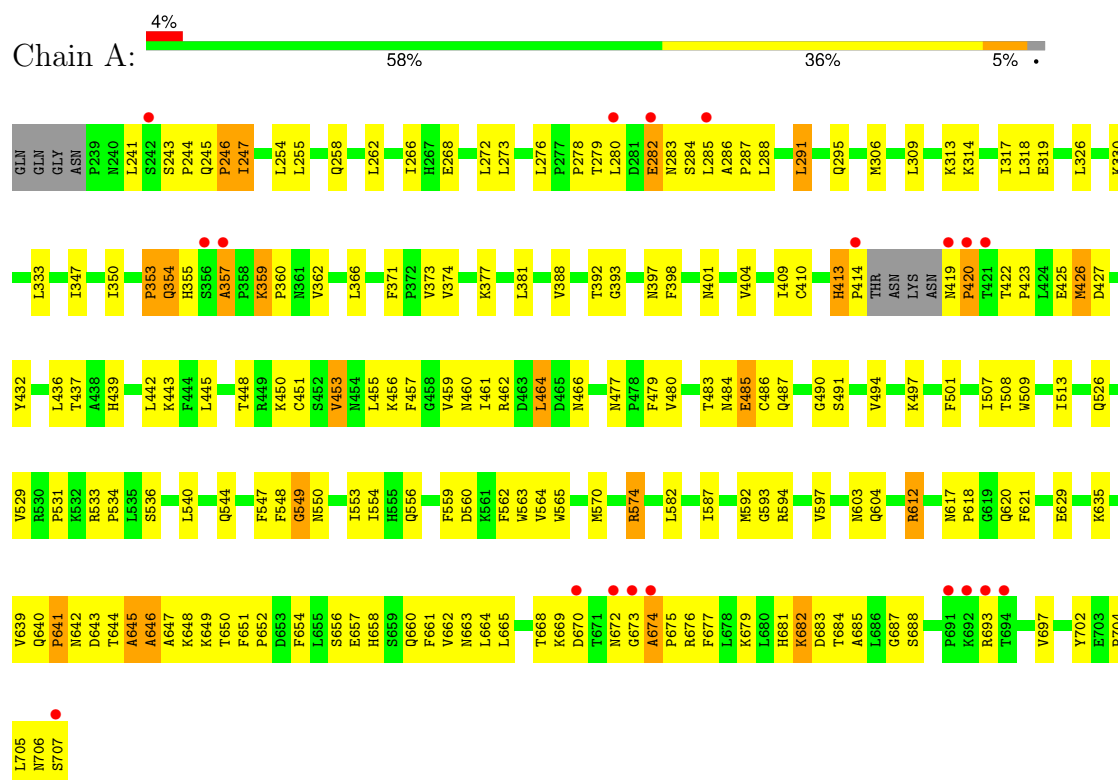 4%
Chain A:
58% 36% 5% •
GLN GLN GLY ASN P239 N240 L241 S242 S243 P244 Q245 P246 I247 L254 L255 Q258 L262 I266 H267 E268 L272 L273 L276 P277 P278 T279 L280 D281 E282 N283 S284 L285 A286 P287 L288 L291 Q295 M306 L309 K313 K314 I317 L318 E319 L326 K330
L333 I347 I350 P353 Q354 H355 S356 A357 P358 K359 P360 N361 V362 L366 F371 P372 V373 V374 K377 L381 V388 T392 G393 N397 F398 N401 V404 I409 C410 H413 P414 THR ASN LYS ASN N419 P420 T421 T422 P423 L424 E425 M426 D427
Y432 L436 T437 A438 H439 L442 K443 F444 L445 T448 R449 K450 C451 S452 V453 N454 L455 K456 F457 G458 V459 N460 I461 R462 D463 L464 D465 N466 N477 P478 F479 V480 T483 N484 E485 C486 Q487 G490 S491 V494 K497 F501 I507 T508 W509 I513 Q526
V529 R530 P531 K532 R533 P534 L535 S536 L540 Q544 F547 F548 G549 N550 I553 I554 H555 Q556 F559 D560 K561 F562 W563 V564 W565 M570 R574 L582 I587 M592 G593 R594 V597 N603 Q604 R612 N617 P618 G619 Q620 F621 E629 K635
V639 Q640 P641 N642 D643 T644 A645 A646 A647 K648 K649 T650 F651 P652 D653 F654 L655 S656 E657 H658 S659 Q660 F661 V662 N663 L664 L665 T668 K669 D670 T671 N672 G673 A674 P675 R676 F677 L678 K679 L680 H681 K682 D683 T684 A685 L686 G687 S688 P691 K692 R693 T694 V697 Y702 E703
L705 N706 S707